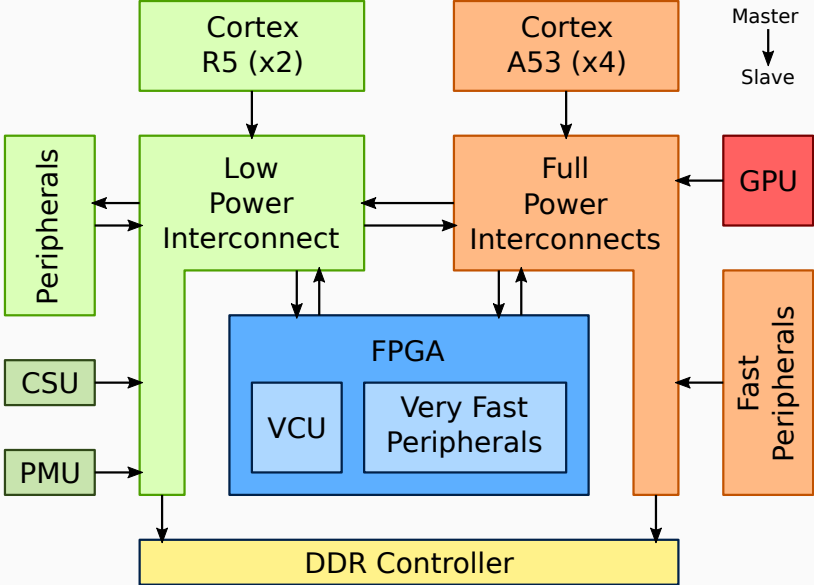 Cortex
R5 (x2)
Cortex
A53 (x4)
Master
Slave
Peripherals
Low
Power
Interconnect
Full
Power
Interconnects
GPU
FPGA
VCU
Very Fast
Peripherals
CSU
PMU
Fast
Peripherals
DDR Controller